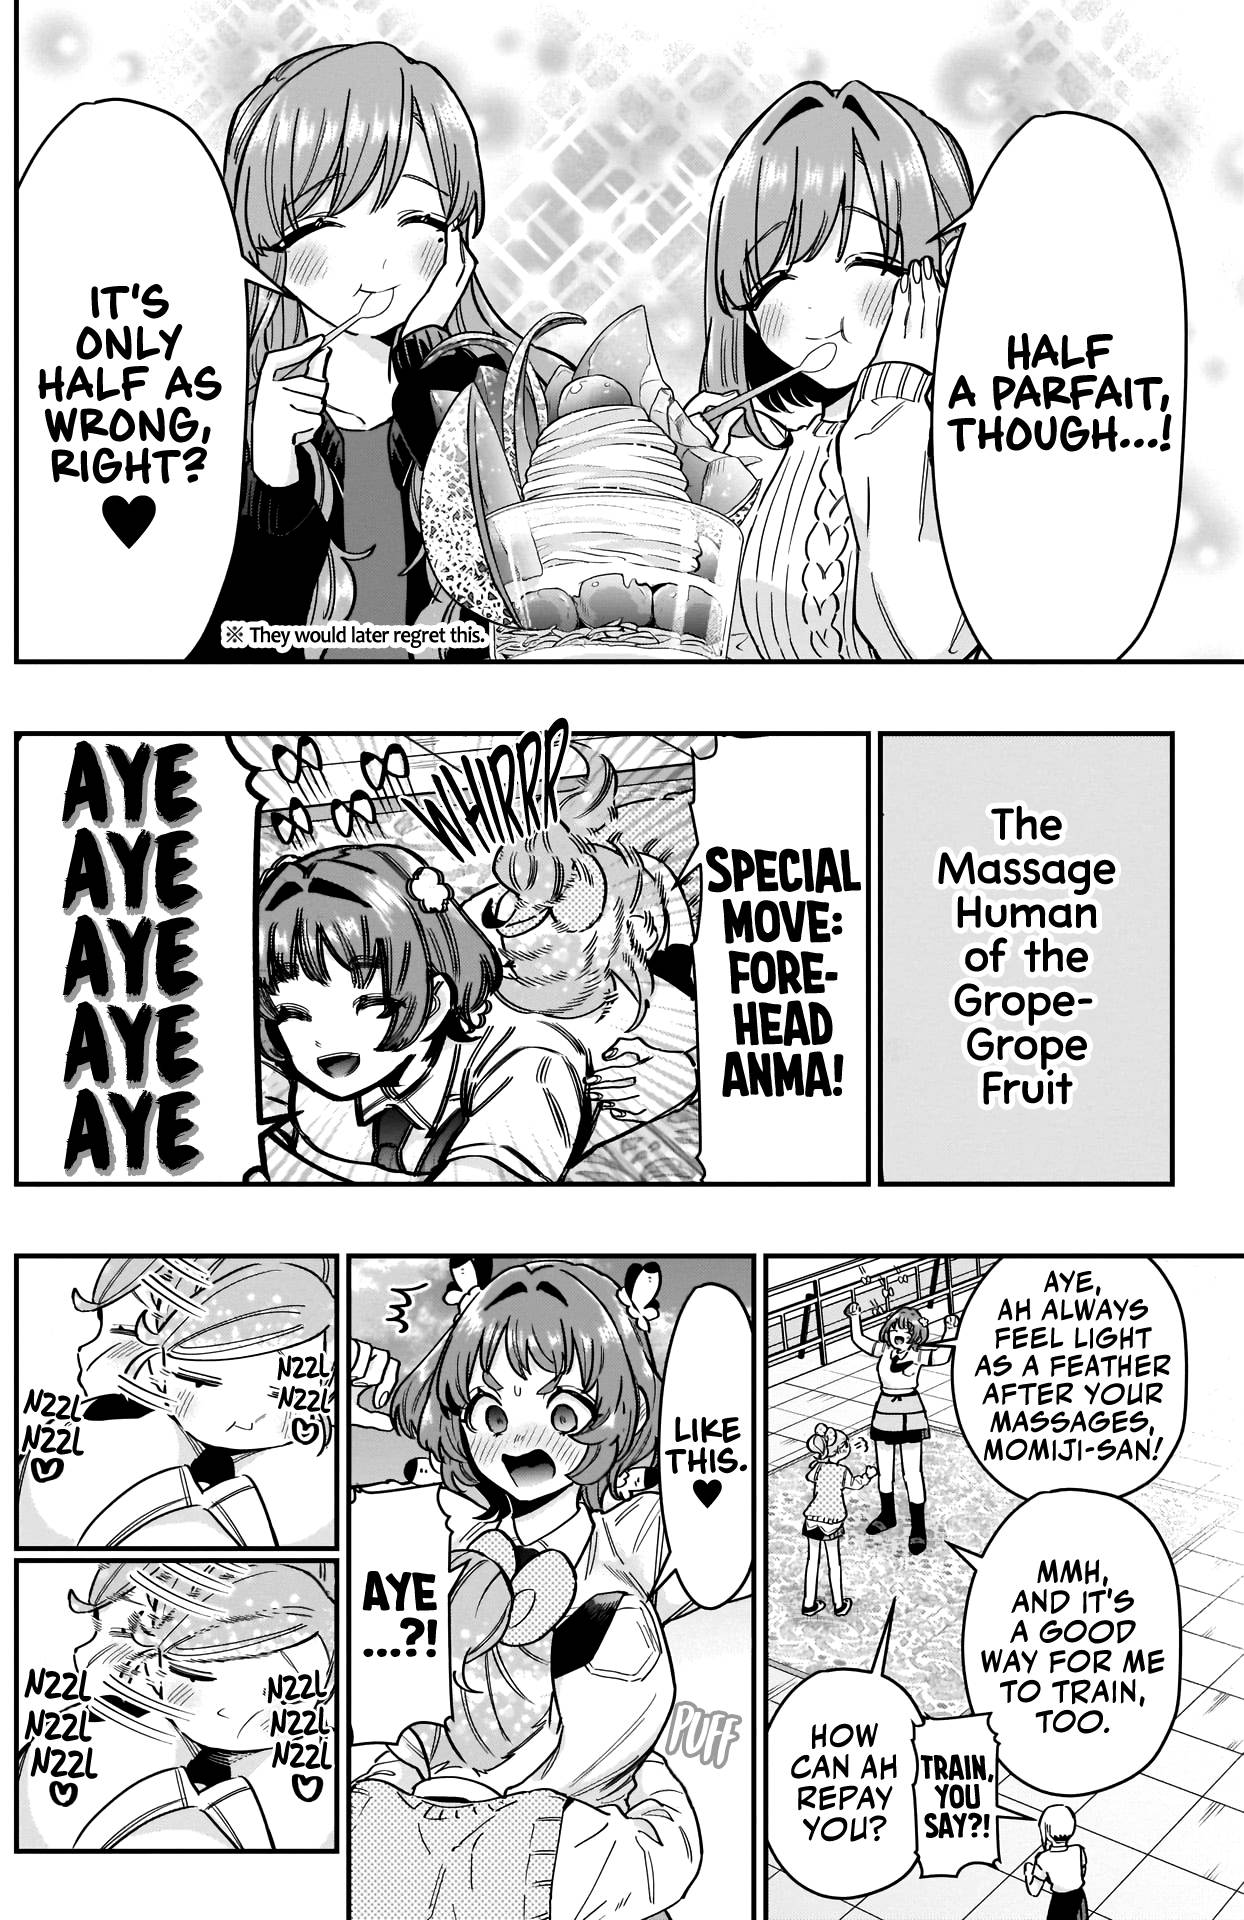 HALF
A PARFAIT,
THOUGH...!
IT'S
ONLY
HALF AS
WRONG,
RIGHT?
♥
※ They would later regret this.
The
Massage
Human
of the
Grope-
Grope
Fruit
SPECIAL
MOVE:
FORE-
HEAD
ANMA!
WHIRRR
AYE
AYE
AYE
AYE
AYE
AYE,
AH ALWAYS
FEEL LIGHT
AS A FEATHER
AFTER YOUR
MASSAGES,
MOMIJI-SAN!
MMH,
AND IT'S
A GOOD
WAY FOR ME
TO TRAIN,
TOO.
TRAIN,
YOU
SAY?!
HOW
CAN AH
REPAY
YOU?
LIKE
THIS.
♥
AYE
...?!
PUFF
NZZL
NZZL
♡
NZZL
NZZL
♡
NZZL
NZZL
NZZL
♡
NZZL
NZZL
NZZL
♡